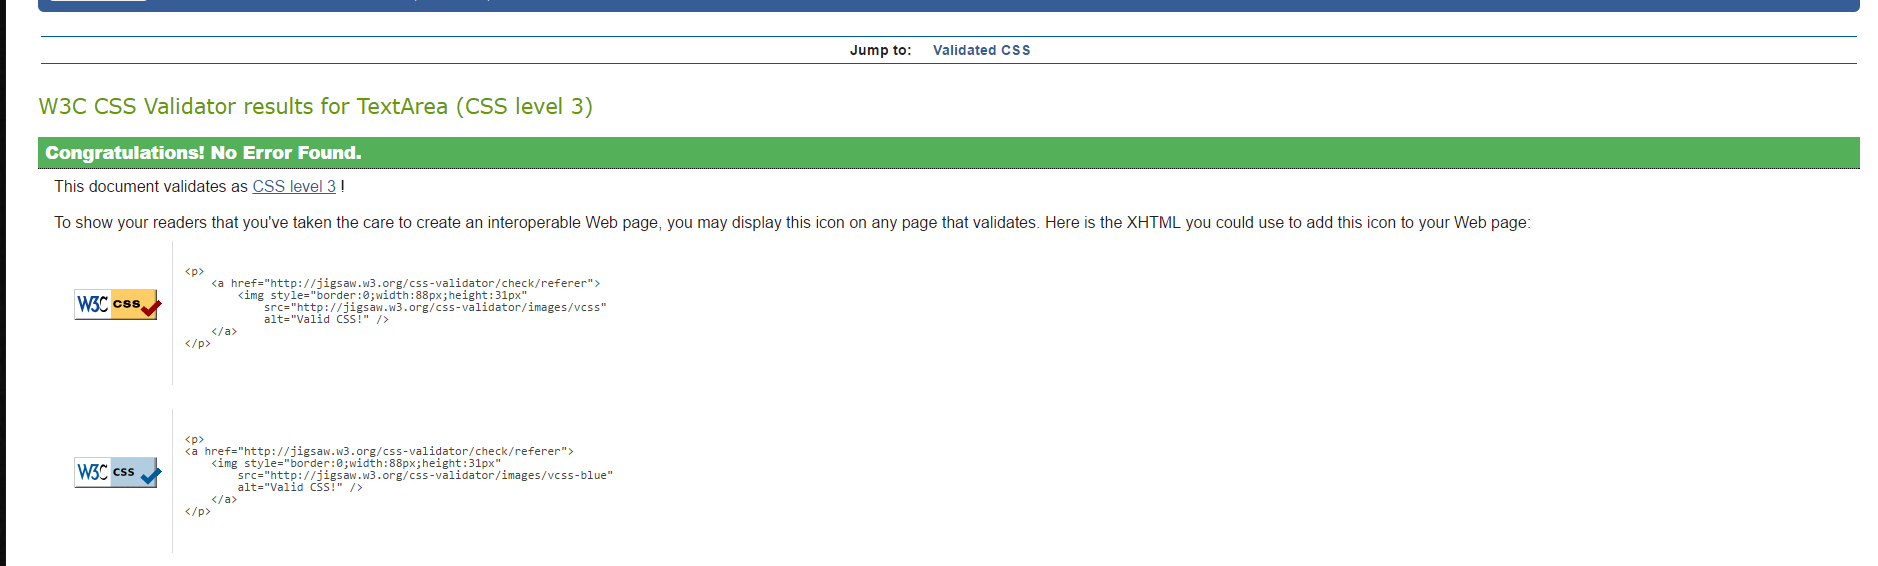 Jump to: Validated CSS
W3C CSS Validator results for TextArea (CSS level 3)
Congratulations! No Error Found.
This document validates as CSS level 3 !
To show your readers that you've taken the care to create an interoperable Web page, you may display this icon on any page that validates. Here is the XHTML you could use to add this icon to your Web page:
W3C css
<p>
    <a href="http://jigsaw.w3.org/css-validator/check/referer">
        <img style="border:0;width:88px;height:31px"
            src="http://jigsaw.w3.org/css-validator/images/vcss"
            alt="Valid CSS!" />
    </a>
</p>
W3C css
<p>
<a href="http://jigsaw.w3.org/css-validator/check/referer">
    <img style="border:0;width:88px;height:31px"
        src="http://jigsaw.w3.org/css-validator/images/vcss-blue"
        alt="Valid CSS!" />
    </a>
</p>